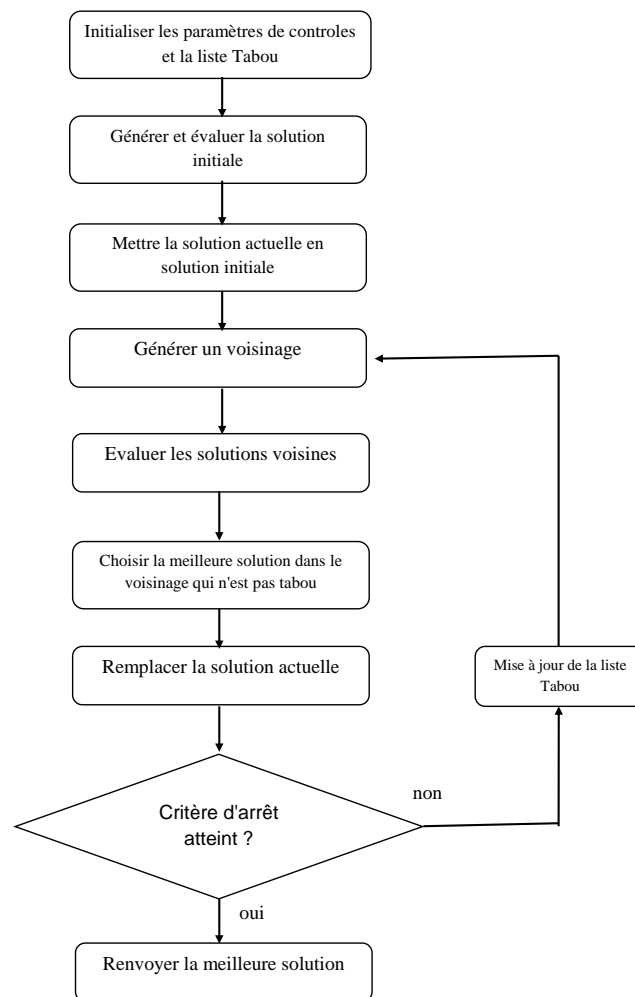 Initialiser les paramètres de controles
et la liste Tabou
Générer et évaluer la solution
initiale
Mettre la solution actuelle en
solution initiale
Générer un voisinage
Evaluer les solutions voisines
Choisir la meilleure solution dans le
voisinage qui n'est pas tabou
Remplacer la solution actuelle
Mise à jour de la liste
Tabou
Critère d'arrêt
atteint ?
non
oui
Renvoyer la meilleure solution